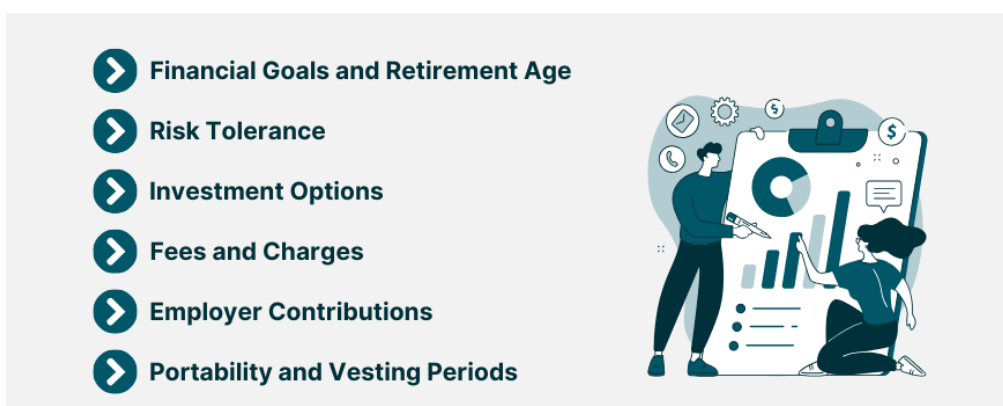 Financial Goals and Retirement Age
Risk Tolerance
Investment Options
Fees and Charges
Employer Contributions
Portability and Vesting Periods
$
$